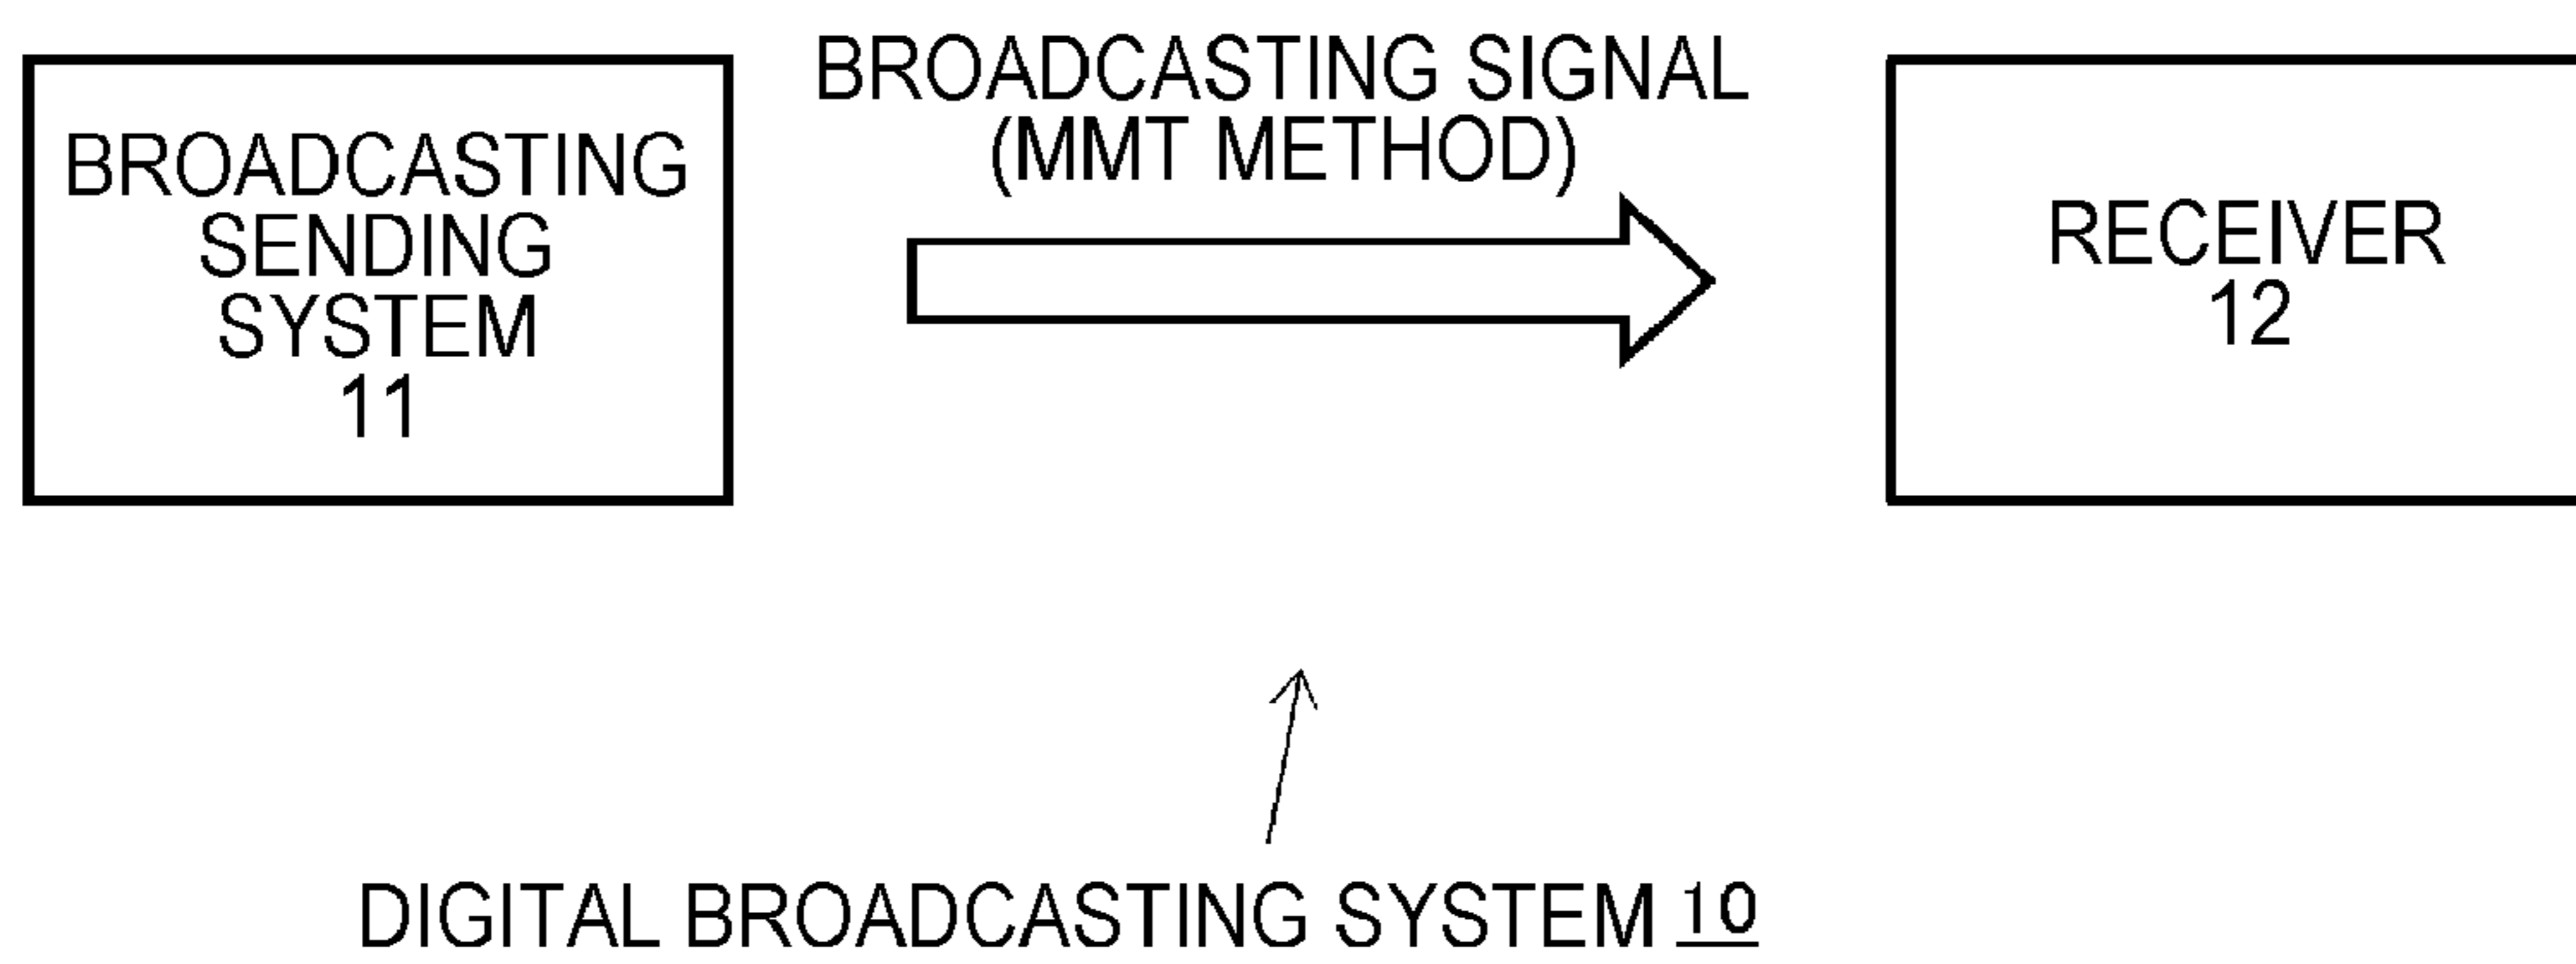 BROADCASTING
SENDING
SYSTEM
11
BROADCASTING SIGNAL
(MMT METHOD)
RECEIVER
12
DIGITAL BROADCASTING SYSTEM 10